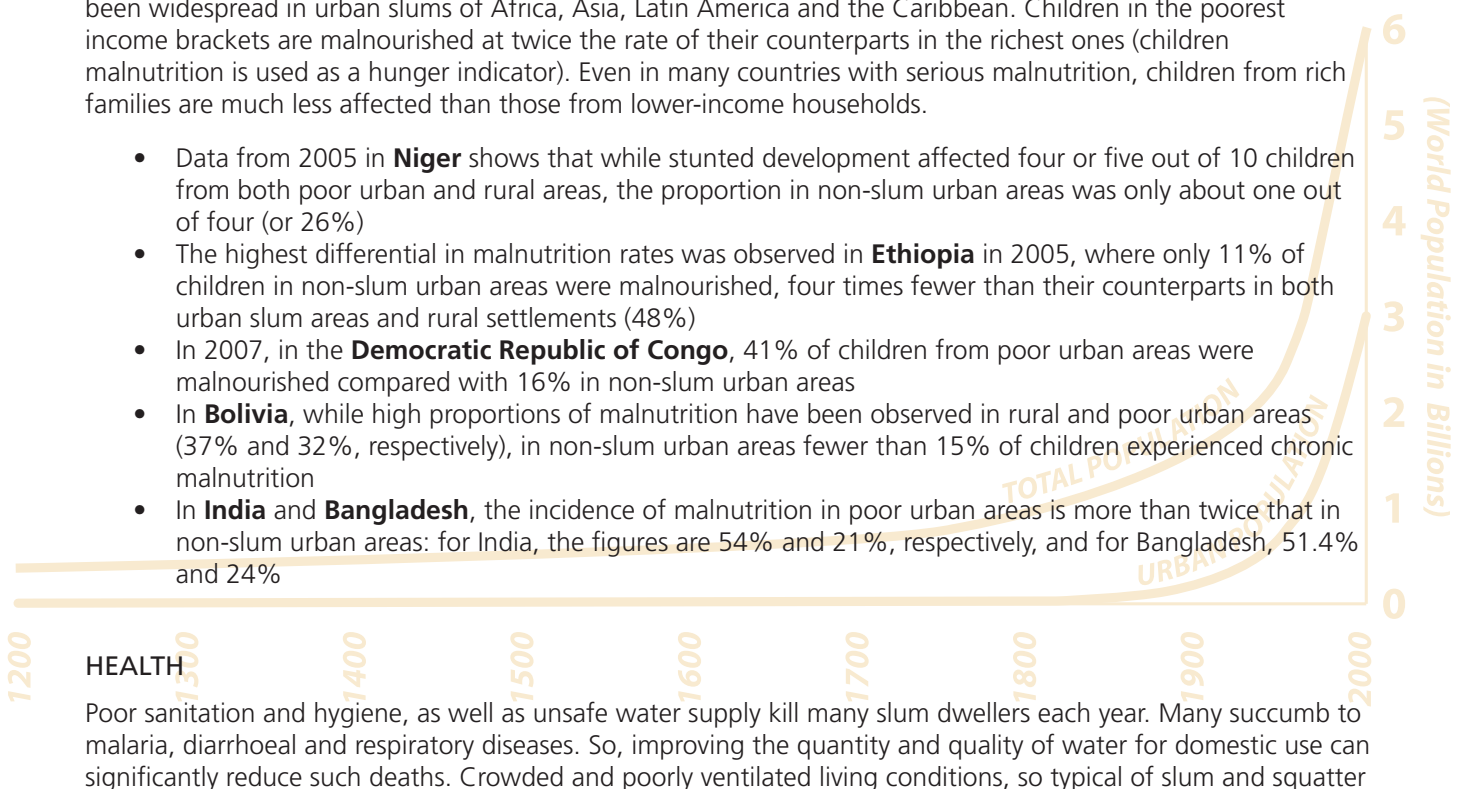 been widespread in urban slums of Africa, Asia, Latin America and the Caribbean. Children in the poorest
income brackets are malnourished at twice the rate of their counterparts in the richest ones (children
malnutrition is used as a hunger indicator). Even in many countries with serious malnutrition, children from rich
families are much less affected than those from lower-income households.
• Data from 2005 in Niger shows that while stunted development affected four or five out of 10 children
from both poor urban and rural areas, the proportion in non-slum urban areas was only about one out
of four (or 26%)
• The highest differential in malnutrition rates was observed in Ethiopia in 2005, where only 11% of
children in non-slum urban areas were malnourished, four times fewer than their counterparts in both
urban slum areas and rural settlements (48%)
• In 2007, in the Democratic Republic of Congo, 41% of children from poor urban areas were
malnourished compared with 16% in non-slum urban areas
• In Bolivia, while high proportions of malnutrition have been observed in rural and poor urban areas
(37% and 32%, respectively), in non-slum urban areas fewer than 15% of children experienced chronic
malnutrition
• In India and Bangladesh, the incidence of malnutrition in poor urban areas is more than twice that in
non-slum urban areas: for India, the figures are 54% and 21%, respectively, and for Bangladesh, 51.4%
and 24%
HEALTH
Poor sanitation and hygiene, as well as unsafe water supply kill many slum dwellers each year. Many succumb to
malaria, diarrhoeal and respiratory diseases. So, improving the quantity and quality of water for domestic use can
significantly reduce such deaths. Crowded and poorly ventilated living conditions, so typical of slum and squatter
TOTAL POPULATION
URBAN POPULATION
6
5
4
3
2
1
0
(World Population in Billions)
1200
1300
1400
1500
1600
1700
1800
1900
2000